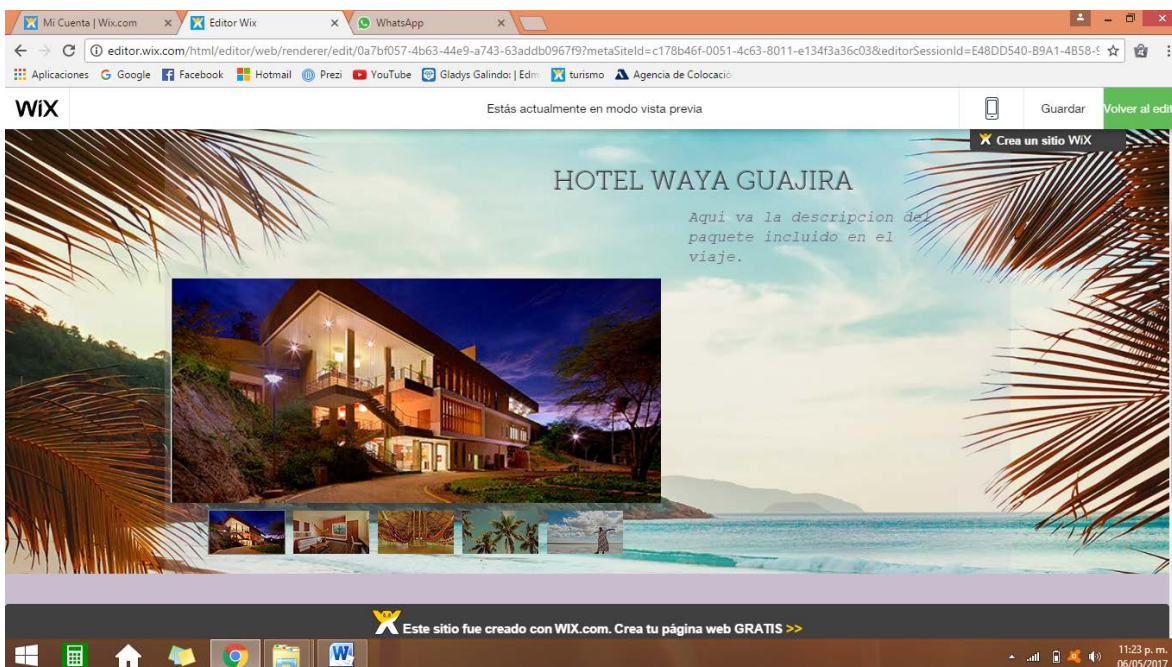 Mi Cuenta | Wix.com
Editor Wix
WhatsApp
editor.wix.com/html/editor/web/renderer/edit/0a7bf057-4b63-44e9-a743-63addb0967f9?metaSiteId=c178b46f-0051-4c63-8011-e134f3a36c03&editorSessionId=E48DD540-B9A1-4B58-
Aplicaciones Google Facebook Hotmail Prezi YouTube Gladys Galindo: | Edm turismo Agencia de Colocació
WiX
Estás actualmente en modo vista previa
Guardar
Volver al edit
Crea un sitio WiX
HOTEL WAYA GUAJIRA
Aqui va la descripcion del
paquete incluido en el
viaje.
Este sitio fue creado con WIX.com. Crea tu página web GRATIS >>
11:23 p. m.
06/05/2017